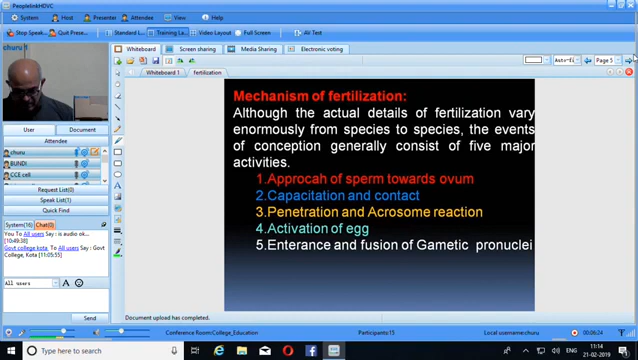 PeoplelinkHDVC
System Host Presenter Attendee View Help
Stop Speak Quit Presen. Standard L. Training La. Video Layout Full Screen AV Text
churu
Whiteboard Screen sharing Media Sharing Electronic voting
Auto-fi Page 5
Whiteboard 1 fertilization
User Document
Attendee
churu
BUNDI
CCE cell
Request List(0)
Speak List(1)
Quick Find
System(16) Chat(0)
You To All users Say : is audio ok...
[10:49:38]
Govt college kota To All users Say : Govt
College, Kota [11:05:55]
All users
Send
Mechanism of fertilization:
Although the actual details of fertilization vary
enormously from species to species, the events
of conception generally consist of five major
activities.
1.Approcah of sperm towards ovum
2.Capacitation and contact
3.Penetration and Acrosome reaction
4.Activation of egg
5.Enterance and fusion of Gametic pronuclei
Document upload has completed.
Conference Room:College_Education Participants:15 Local username:churu 00:06:24
Type here to search
ENG 11:14
21-02-2019